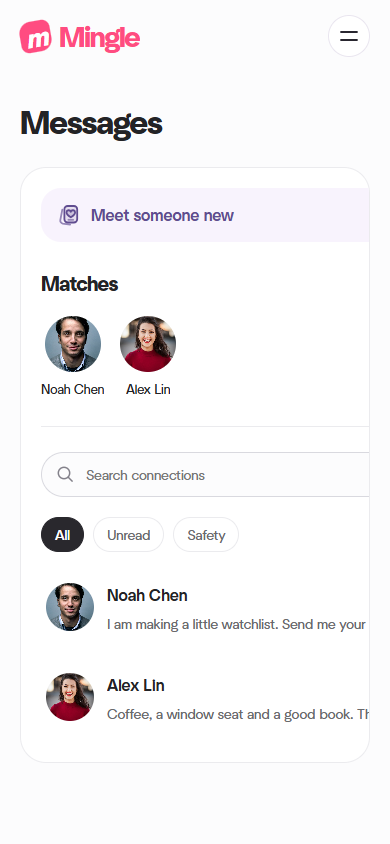 Mingle
Messages
Meet someone new
Matches
Noah Chen
Alex Lin
Search connections
All
Unread
Safety
Noah Chen
I am making a little watchlist. Send me your
Alex Lin
Coffee, a window seat and a good book.